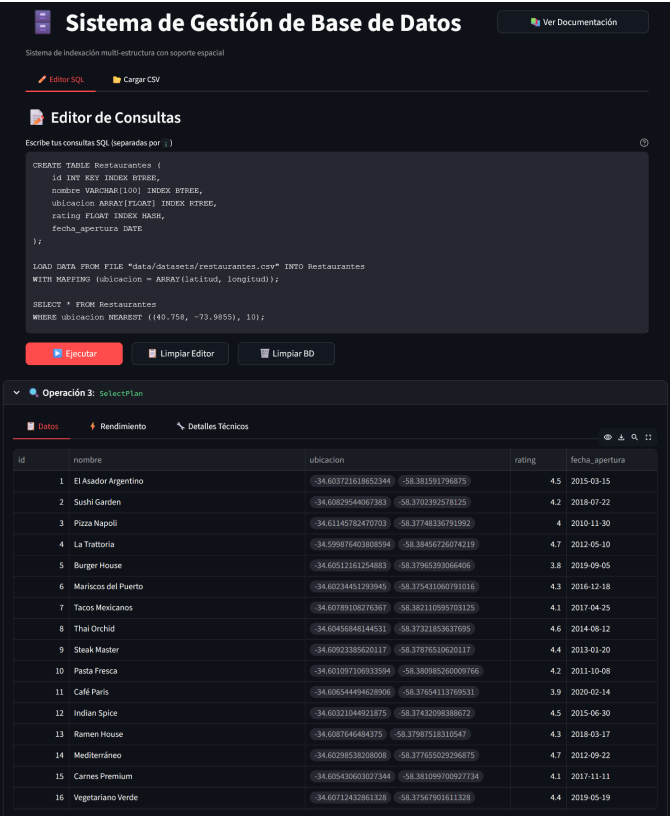 Sistema de Gestión de Base de Datos
Ver Documentación
Sistema de indexación multi-estructura con soporte espacial
Editor SQL
Cargar CSV
Editor de Consultas
Escribe tus consultas SQL (separadas por ; )
CREATE TABLE Restaurantes (
id INT KEY INDEX BTREE,
nombre VARCHAR[100] INDEX BTREE,
ubicacion ARRAY[FLOAT] INDEX RTREE,
rating FLOAT INDEX HASH,
fecha_apertura DATE
);
LOAD DATA FROM FILE "data/datasets/restaurantes.csv" INTO Restaurantes
WITH MAPPING (ubicacion = ARRAY(latitud, longitud));
SELECT * FROM Restaurantes
WHERE ubicacion NEAREST ((40.758, -73.9855), 10);
Ejecutar
Limpiar Editor
Limpiar BD
Operación 3: SelectPlan
Datos
Rendimiento
Detalles Técnicos
id nombre ubicacion rating fecha_apertura
1 El Asador Argentino -34.603721618652344 -58.381591796875 4.5 2015-03-15
2 Sushi Garden -34.60829544067383 -58.3702392578125 4.2 2018-07-22
3 Pizza Napoli -34.61145782470703 -58.37748336791992 4 2010-11-30
4 La Trattoria -34.599876403808594 -58.38456726074219 4.7 2012-05-10
5 Burger House -34.60512161254883 -58.37965393066406 3.8 2019-09-05
6 Mariscos del Puerto -34.60234451293945 -58.375431060791016 4.3 2016-12-18
7 Tacos Mexicanos -34.60789108276367 -58.382110595703125 4.1 2017-04-25
8 Thai Orchid -34.60456848144531 -58.37321853637695 4.6 2014-08-12
9 Steak Master -34.60923385620117 -58.37876510620117 4.4 2013-01-20
10 Pasta Fresca -34.601097106933594 -58.380985260009766 4.2 2011-10-08
11 Café Paris -34.606544494628906 -58.37654113769531 3.9 2020-02-14
12 Indian Spice -34.60321044921875 -58.37432098388672 4.5 2015-06-30
13 Ramen House -34.6087646484375 -58.37987518310547 4.3 2018-03-17
14 Mediterráneo -34.60298538208008 -58.377655029296875 4.7 2012-09-22
15 Carnes Premium -34.605430603027344 -58.381099700927734 4.1 2017-11-11
16 Vegetariano Verde -34.60712432861328 -58.37567901611328 4.4 2019-05-19